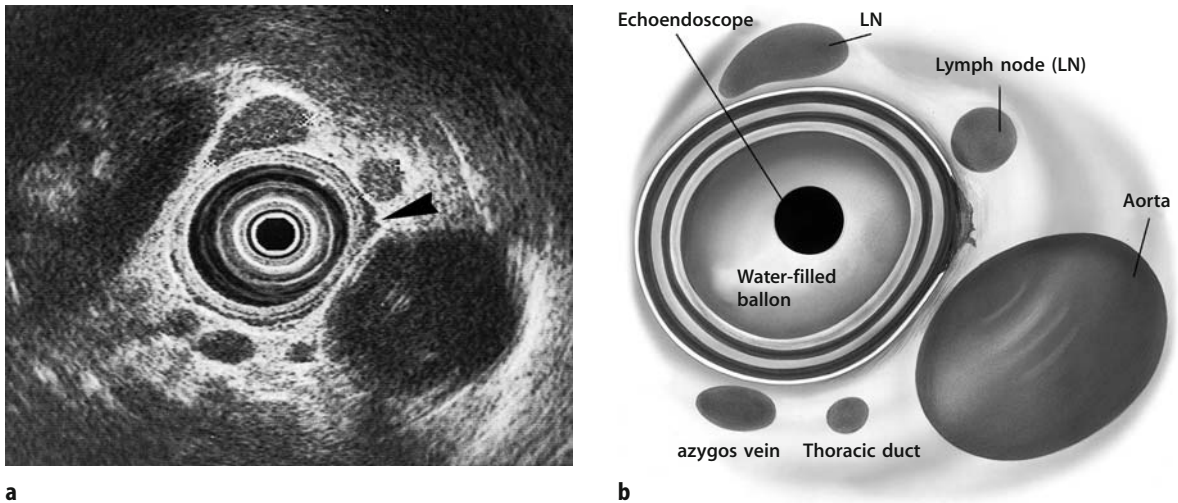 Echoendoscope
LN
Lymph node (LN)
Aorta
Water-filled
ballon
azygos vein
Thoracic duct
a
b